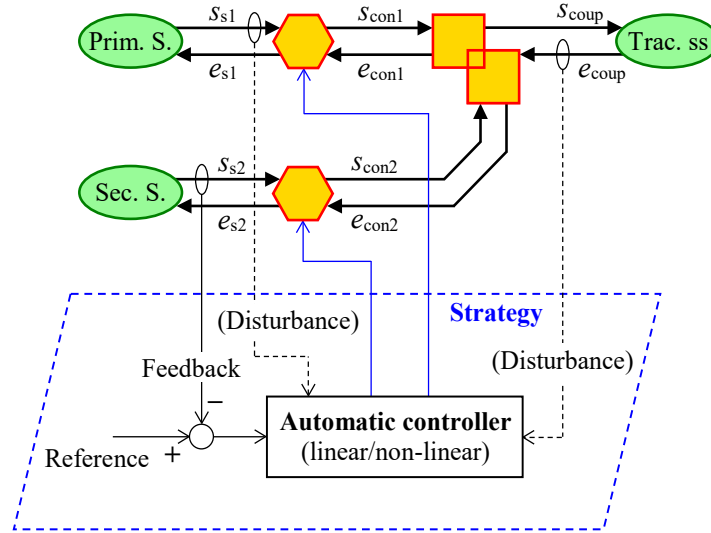 s_s1
s_con1
s_coup
Prim. S.
Trac. ss
e_s1
e_con1
e_coup
s_s2
s_con2
Sec. S.
e_s2
e_con2
Strategy
(Disturbance)
(Disturbance)
Feedback
−
Automatic controller
(linear/non-linear)
Reference
+